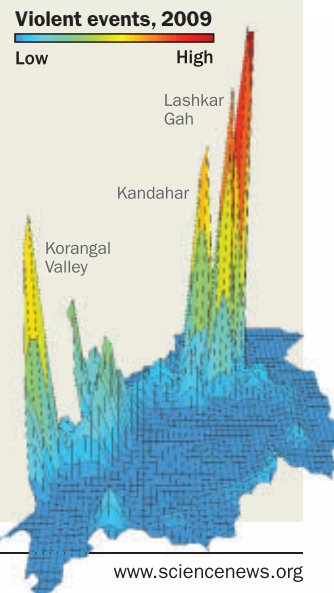 Violent events, 2009
Low
High
Lashkar
Gah
Kandahar
Korangal
Valley
www.sciencenews.org